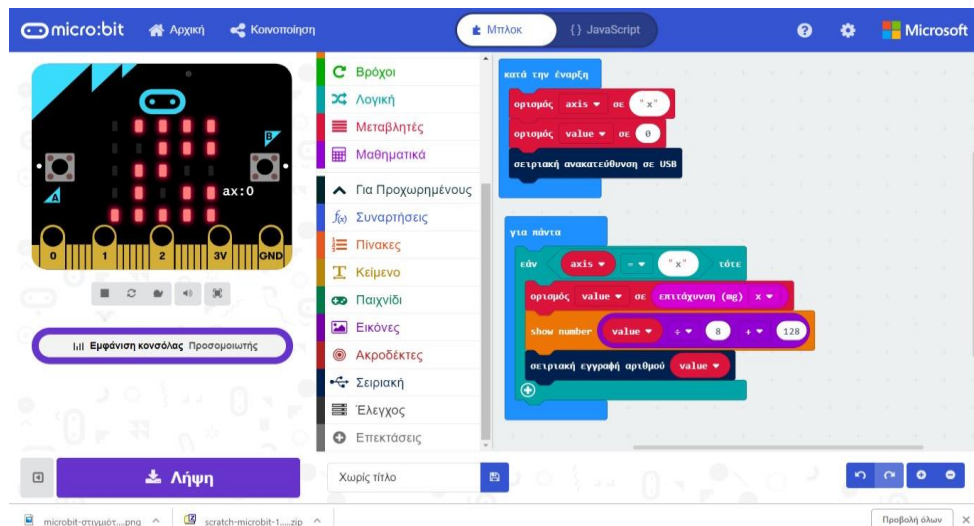 micro:bit Αρχική Κοινοποίηση Μπλοκ {} JavaScript Microsoft
B
A
ax:0
0 1 2 3V GND
Εμφάνιση κονσόλας Προσομοιωτής
Βρόχοι
Λογική
Μεταβλητές
Μαθηματικά
Για Προχωρημένους
f(x) Συναρτήσεις
Πίνακες
Κείμενο
Παιχνίδι
Εικόνες
Ακροδέκτες
Σειριακή
Έλεγχος
Επεκτάσεις
κατά την έναρξη
ορισμός axis σε "x"
ορισμός value σε 0
σειριακή ανακατεύθυνση σε USB
για πάντα
εάν axis = "x" τότε
ορισμός value σε επιτάχυνση (mg) x
show number value ÷ 8 + 128
σειριακή εγγραφή αριθμού value
Λήψη Χωρίς τίτλο
microbit-στιγμιότ....png scratch-microbit-1.....zip Προβολή όλων